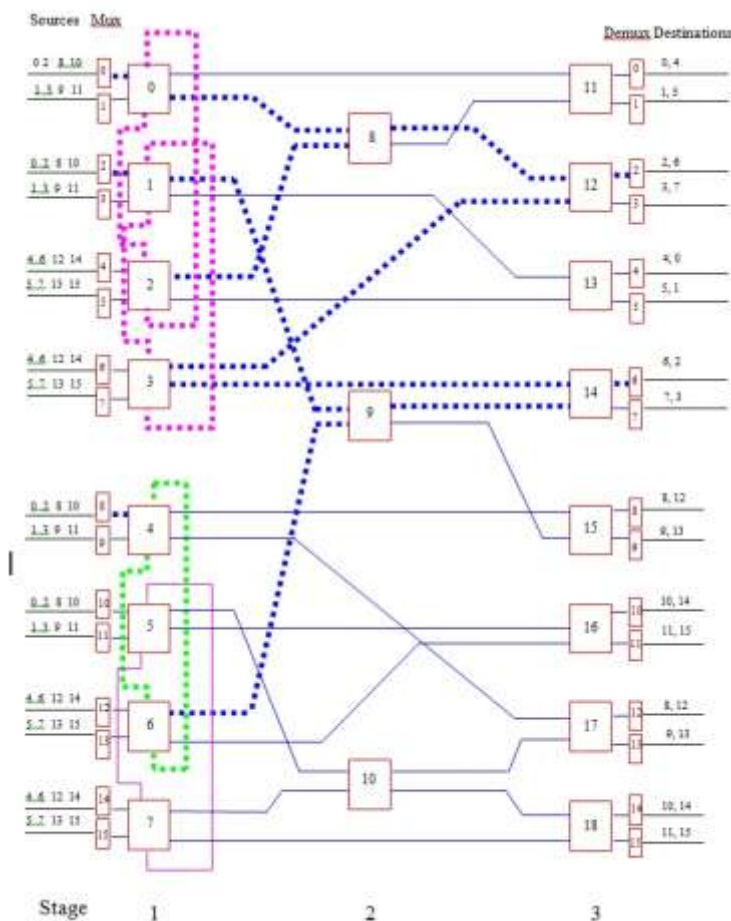 Sources Mux
Demux Destinations
0 2 8 10 0 0 11 0 0, 4
1, 3 9 11 1 1 1, 5
8
0, 2 8 10 2 1 12 2 2, 6
1, 3 9 11 3 3 3, 7
4, 6 12 14 4 2 13 4 4, 0
5, 7 13 15 5 5 5, 1
4, 6 12 14 6 3 14 6 6, 2
5, 7 13 15 7 7 7, 3
9
0, 2 8 10 8 4 15 8 8, 12
1, 3 9 11 9 9 9, 13
0, 2 8 10 10 5 16 10 10, 14
1, 3 9 11 11 11 11, 15
4, 6 12 14 12 6 17 12 8, 12
5, 7 13 15 13 13 9, 13
10
4, 6 12 14 14 7 18 14 10, 14
5, 7 13 15 15 15 11, 15
Stage 1 2 3